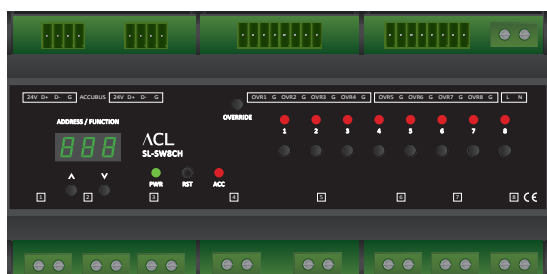 24V D+ D- G ACCUBUS 24V D+ D- G
OVR1 G OVR2 G OVR3 G OVR4 G OVR5 G OVR6 G OVR7 G OVR8 G L N
ADDRESS / FUNCTION
OVERRIDE
888
ACL
SL-SW8CH
1 2 3 4 5 6 7 8
PWR RST ACC
1 2 3 4 5 6 7 8 CE